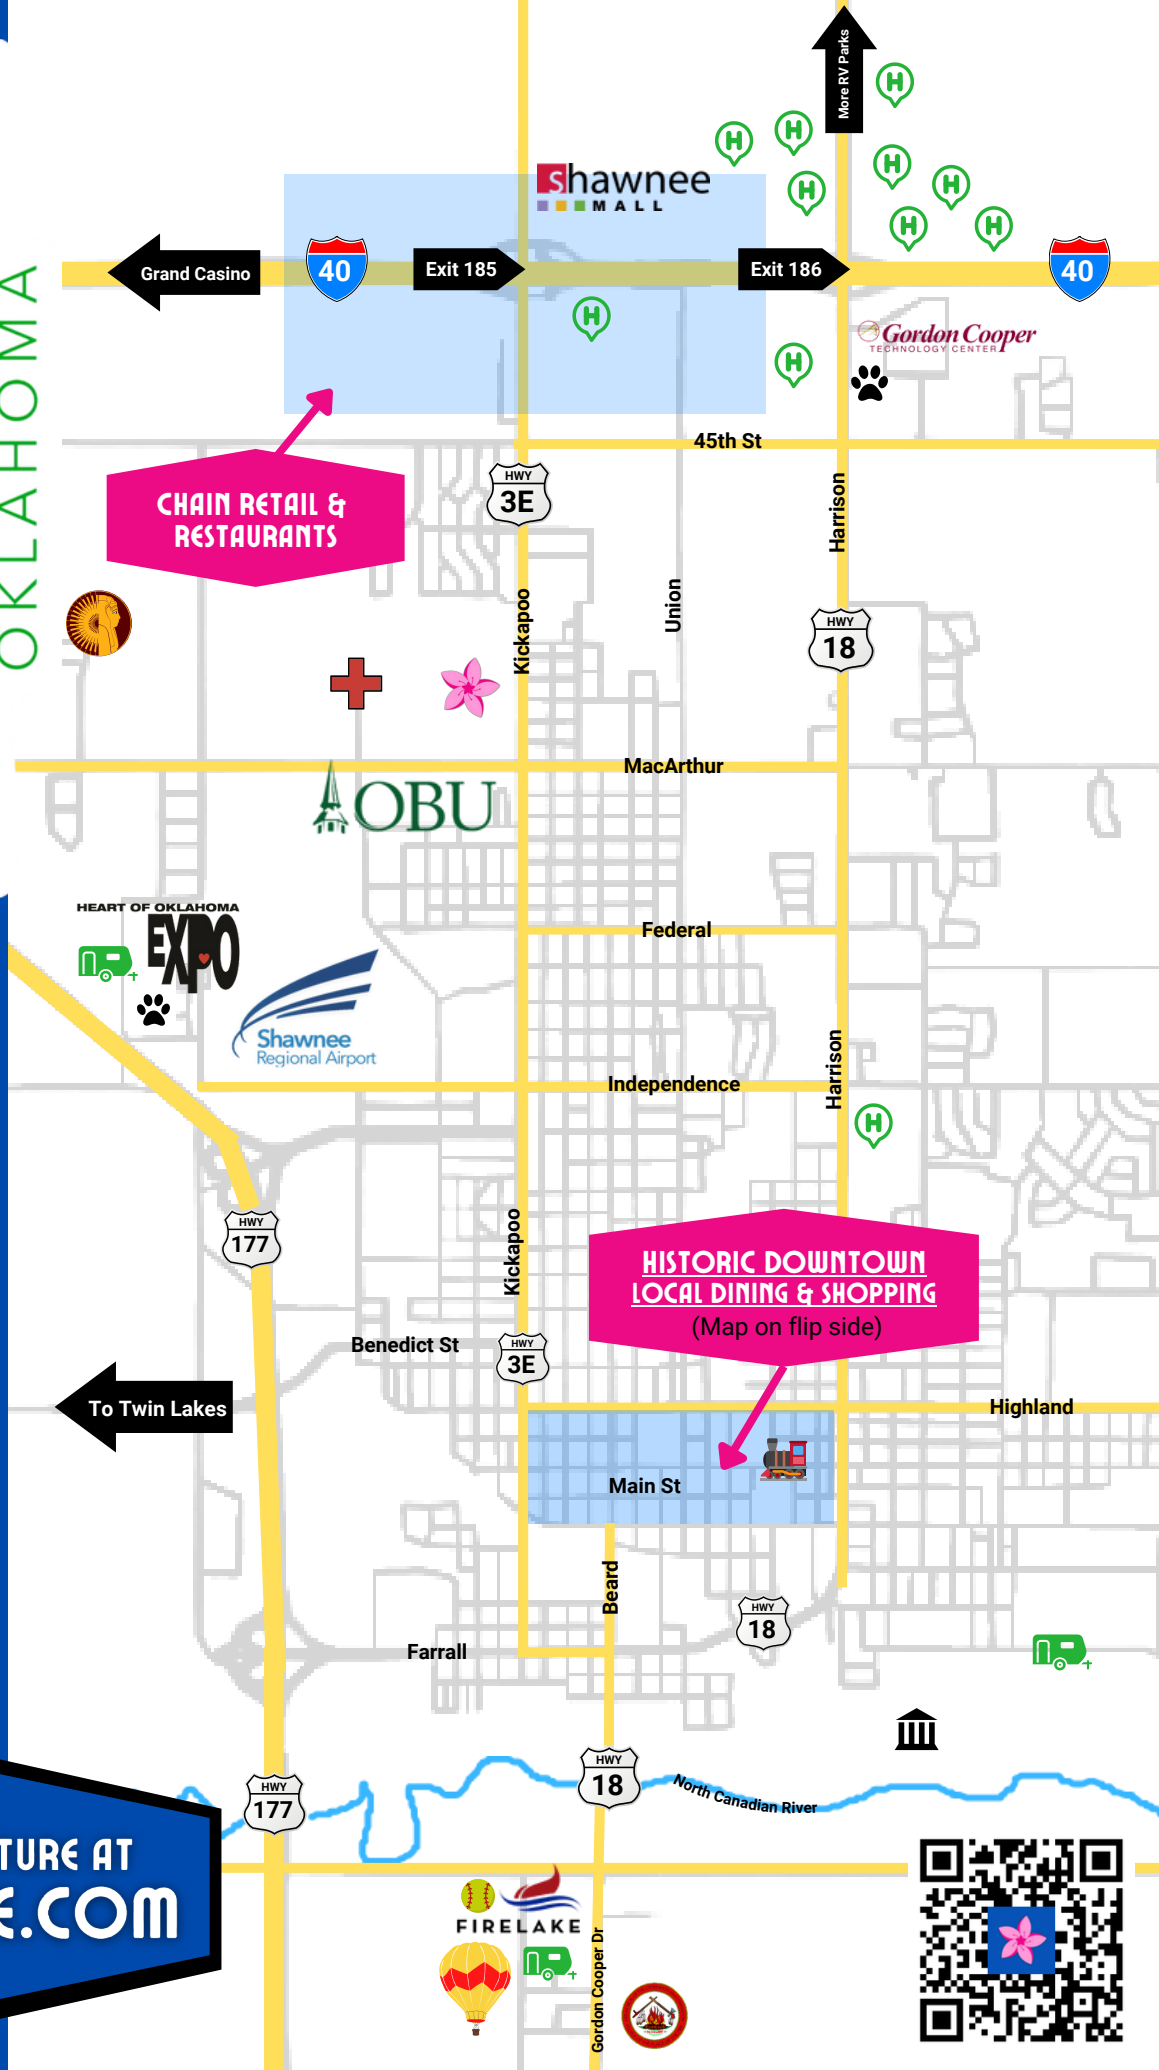 More RV Parks
H
H
H
H
H
H
H
H
shawnee
MALL
Grand Casino
40
Exit 185
Exit 186
40
H
H
Gordon Cooper
TECHNOLOGY CENTER
OKLAHOMA
45th St
CHAIN RETAIL &
RESTAURANTS
HWY
3E
Harrison
Kickapoo
Union
HWY
18
MacArthur
OBU
HEART OF OKLAHOMA
EXPO
Federal
Shawnee
Regional Airport
Independence
Harrison
H
HWY
177
Kickapoo
HISTORIC DOWNTOWN
LOCAL DINING & SHOPPING
(Map on flip side)
Benedict St
HWY
3E
To Twin Lakes
Highland
Main St
Beard
HWY
18
Farrall
HWY
177
HWY
18
North Canadian River
TURE AT
E.COM
FIRELAKE
Gordon Cooper Dr